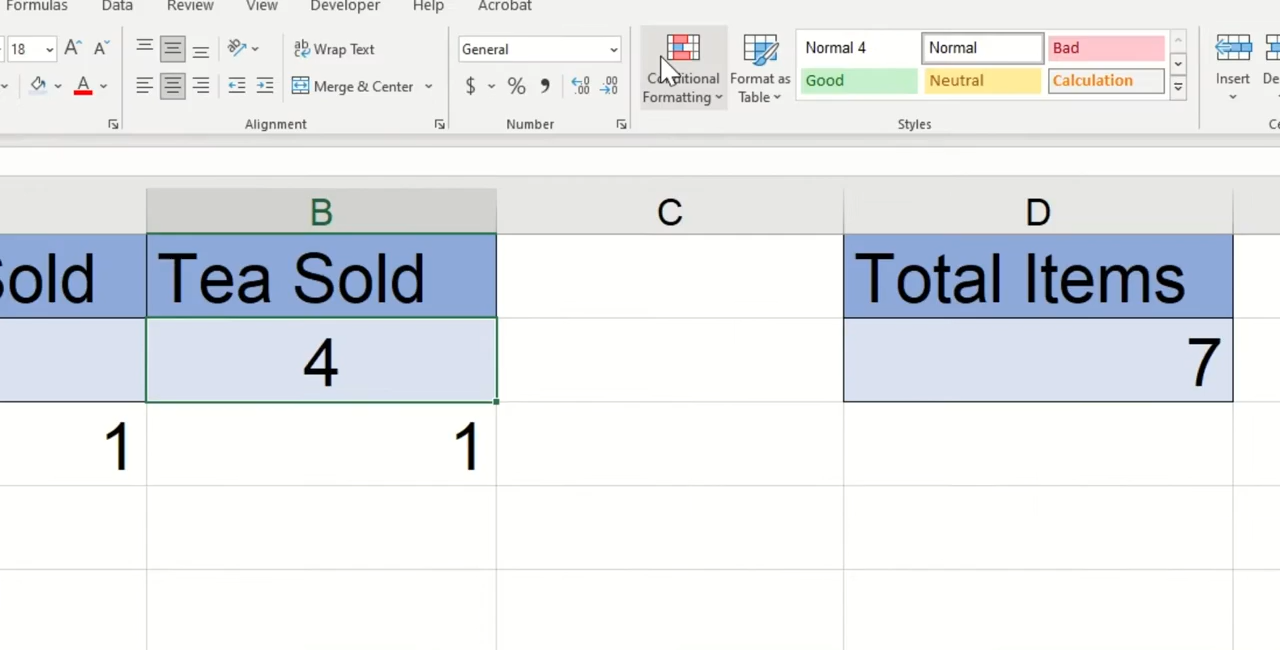 Formulas Data Review View Developer Help Acrobat
18 A A ab Wrap Text General Conditional Formatting Format as Table Normal 4 Normal Bad
A Merge & Center $ % , Good Neutral Calculation Insert
Alignment Number Styles
B C D
Sold Tea Sold Total Items
4 7
1 1